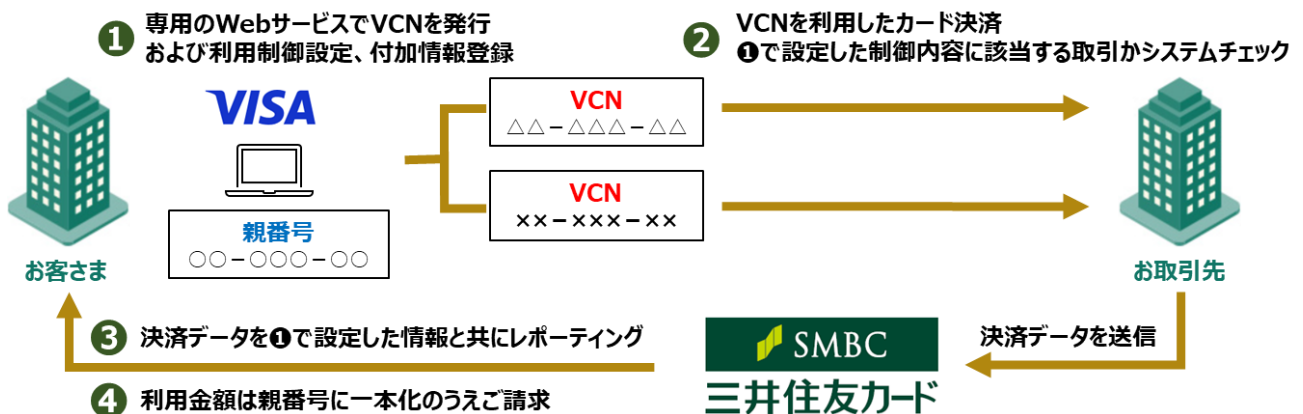 ❶ 専用のWebサービスでVCNを発行
および利用制御設定、付加情報登録
❷ VCNを利用したカード決済
❶で設定した制御内容に該当する取引かシステムチェック
VISA
親番号
○○-○○○-○○
VCN
△△-△△△-△△
VCN
××-×××-××
お客さま
お取引先
❸ 決済データを❶で設定した情報と共にレポーティング
❹ 利用金額は親番号に一本化のうえご請求
SMBC
三井住友カード
決済データを送信